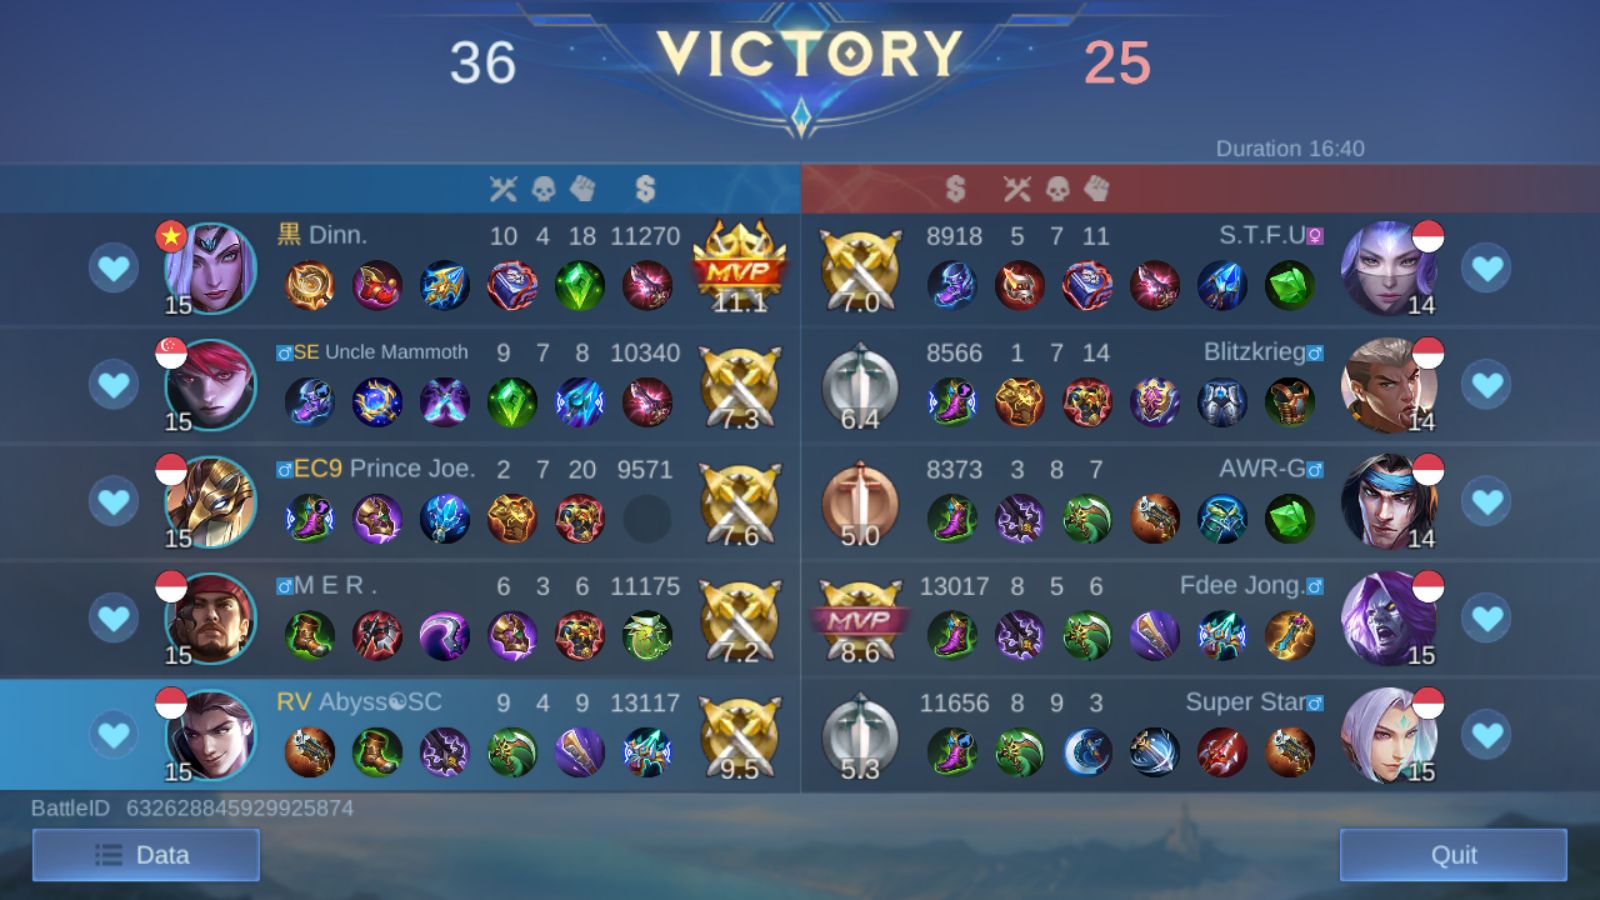 36 VICTORY 25
Duration 16:40
黒 Dinn. 10 4 18 11270 MVP 11.1 15
7.0 8918 5 7 11 S.T.F.U♀ 14
♂SE Uncle Mammoth 9 7 8 10340 7.3 15
6.4 8566 1 7 14 Blitzkrieg♂ 14
♂EC9 Prince Joe. 2 7 20 9571 7.6 15
5.0 8373 3 8 7 AWR-G♂ 14
♂M E R . 6 3 6 11175 7.2 15
MVP 8.6 13017 8 5 6 Fdee Jong.♂ 15
RV Abyss☯SC 9 4 9 13117 9.5 15
5.3 11656 8 9 3 Super Star♂ 15
BattleID 632628845929925874
Data
Quit